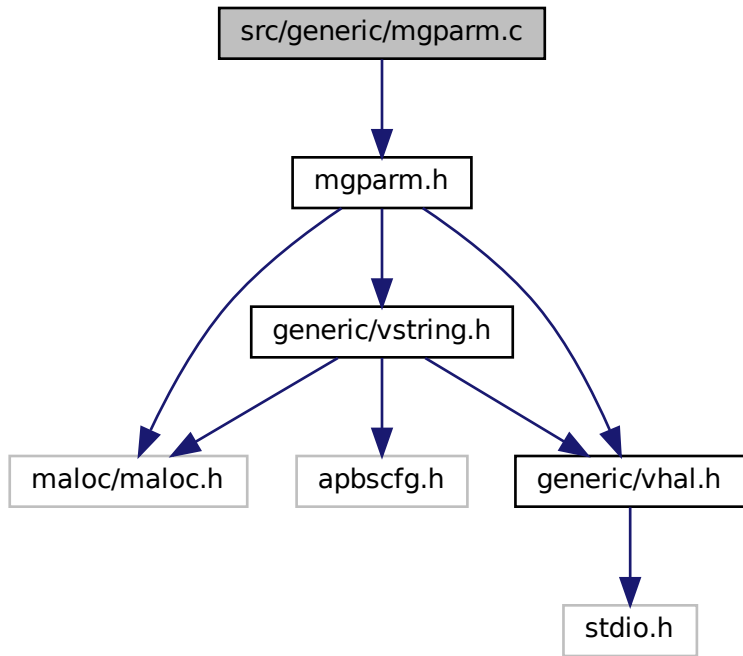 src/generic/mgparm.c
mgparm.h
generic/vstring.h
maloc/maloc.h
apbscfg.h
generic/vhal.h
stdio.h